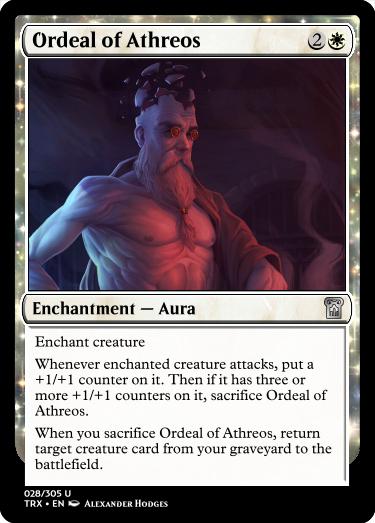 Ordeal of Athreos 2
Enchantment — Aura
Enchant creature
Whenever enchanted creature attacks, put a
+1/+1 counter on it. Then if it has three or
more +1/+1 counters on it, sacrifice Ordeal of
Athreos.
When you sacrifice Ordeal of Athreos, return
target creature card from your graveyard to the
battlefield.
028/305 U
TRX • EN Alexander Hodges